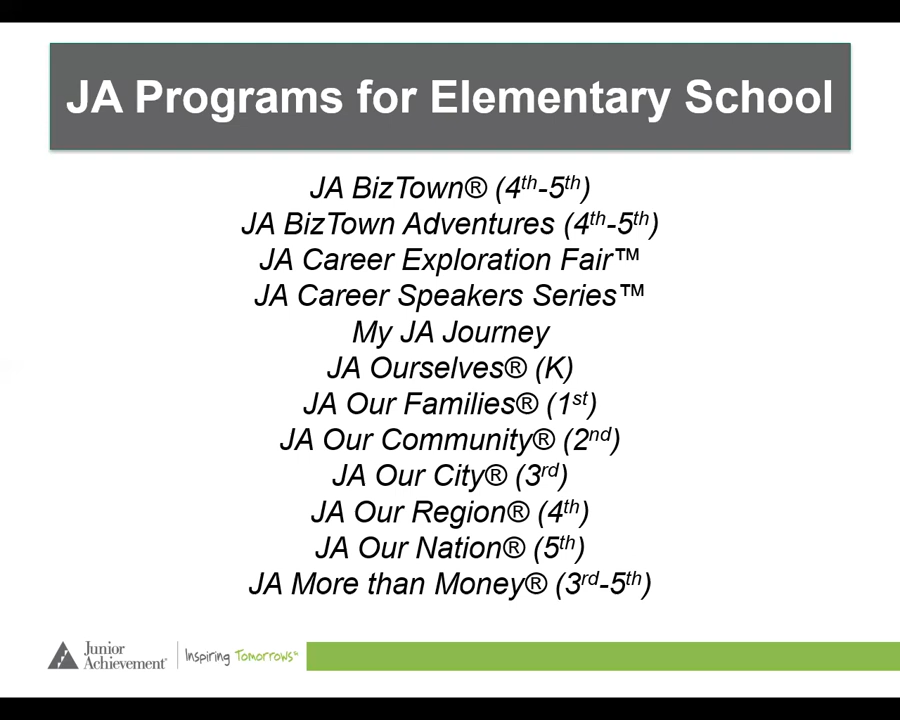 JA Programs for Elementary School
JA BizTown® (4th-5th)
JA BizTown Adventures (4th-5th)
JA Career Exploration Fair™
JA Career Speakers Series™
My JA Journey
JA Ourselves® (K)
JA Our Families® (1st)
JA Our Community® (2nd)
JA Our City® (3rd)
JA Our Region® (4th)
JA Our Nation® (5th)
JA More than Money® (3rd-5th)
Junior
Achievement®
Inspiring Tomorrows℠